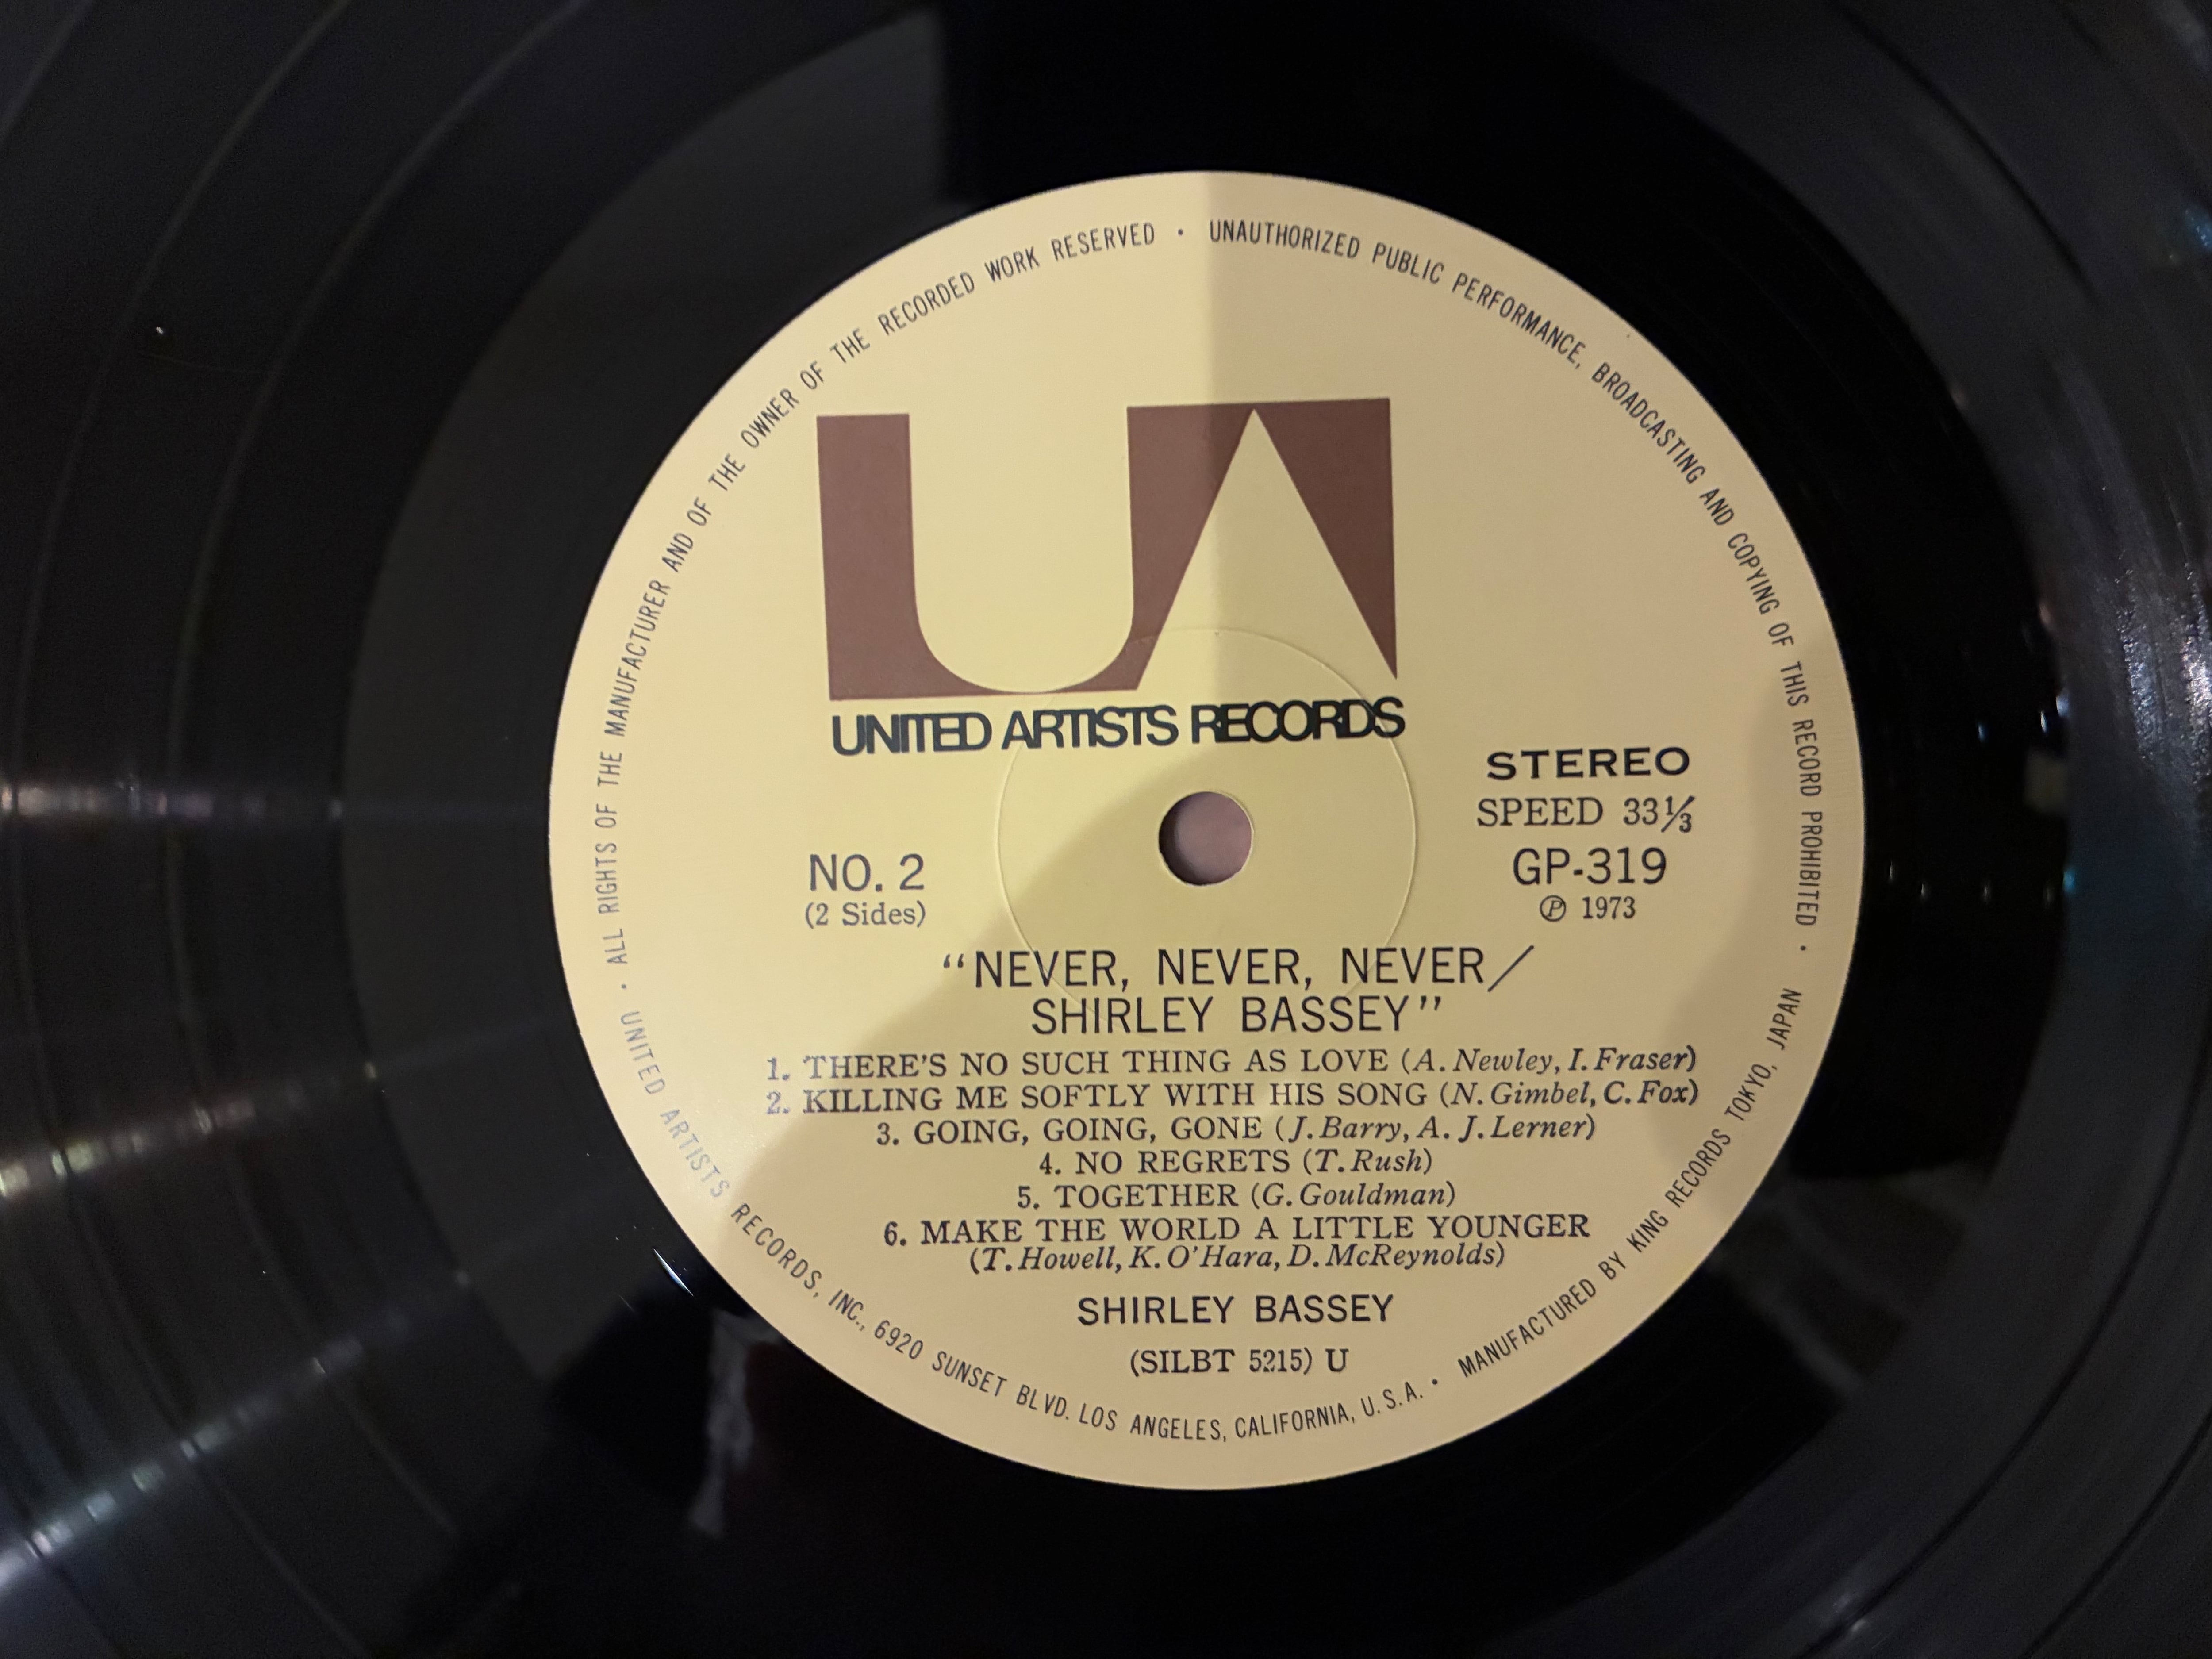 UA
UNITED ARTISTS RECORDS
STEREO
SPEED 33⅓
GP-319
Ⓟ 1973
NO. 2
(2 Sides)
“NEVER, NEVER, NEVER/
SHIRLEY BASSEY”
1. THERE'S NO SUCH THING AS LOVE (A. Newley, I. Fraser)
2. KILLING ME SOFTLY WITH HIS SONG (N. Gimbel, C. Fox)
3. GOING, GOING, GONE (J. Barry, A. J. Lerner)
4. NO REGRETS (T. Rush)
5. TOGETHER (G. Gouldman)
6. MAKE THE WORLD A LITTLE YOUNGER
(T. Howell, K. O'Hara, D. McReynolds)
SHIRLEY BASSEY
(SILBT 5215) U
· ALL RIGHTS OF THE MANUFACTURER AND OF THE OWNER OF THE RECORDED WORK RESERVED · UNAUTHORIZED PUBLIC PERFORMANCE, BROADCASTING AND COPYING OF THIS RECORD PROHIBITED ·
UNITED ARTISTS RECORDS, INC., 6920 SUNSET BLVD. LOS ANGELES, CALIFORNIA, U.S.A. · MANUFACTURED BY KING RECORDS TOKYO, JAPAN